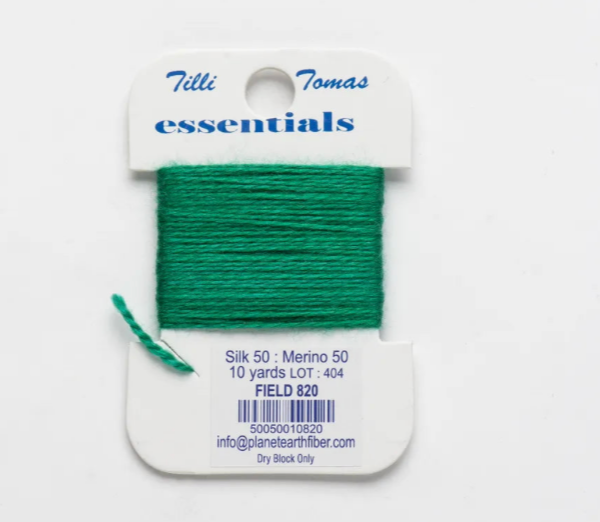 Tilli Tomas
essentials
Silk 50 : Merino 50
10 yards LOT : 404
FIELD 820
50050010820
info@planetearthfiber.com
Dry Block Only